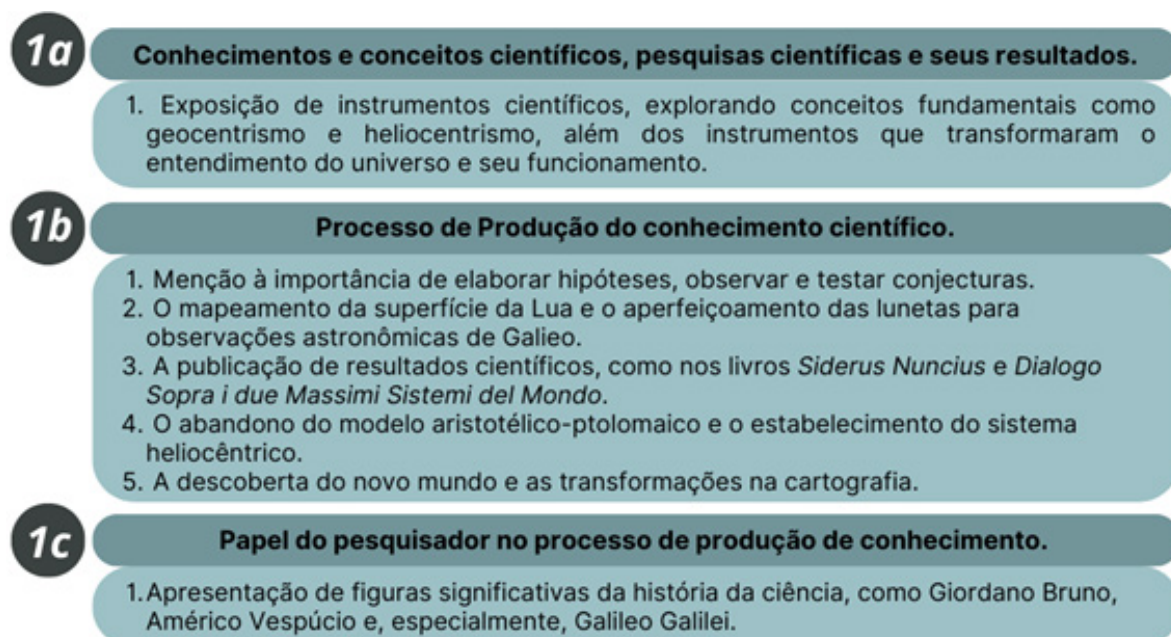 1a
Conhecimentos e conceitos científicos, pesquisas científicas e seus resultados.
1. Exposição de instrumentos científicos, explorando conceitos fundamentais como
geocentrismo e heliocentrismo, além dos instrumentos que transformaram o
entendimento do universo e seu funcionamento.
1b
Processo de Produção do conhecimento científico.
1. Menção à importância de elaborar hipóteses, observar e testar conjecturas.
2. O mapeamento da superfície da Lua e o aperfeiçoamento das lunetas para
observações astronômicas de Galieo.
3. A publicação de resultados científicos, como nos livros Siderus Nuncius e Dialogo
Sopra i due Massimi Sistemi del Mondo.
4. O abandono do modelo aristotélico-ptolomaico e o estabelecimento do sistema
heliocêntrico.
5. A descoberta do novo mundo e as transformações na cartografia.
1c
Papel do pesquisador no processo de produção de conhecimento.
1. Apresentação de figuras significativas da história da ciência, como Giordano Bruno,
Américo Vespúcio e, especialmente, Galileo Galilei.